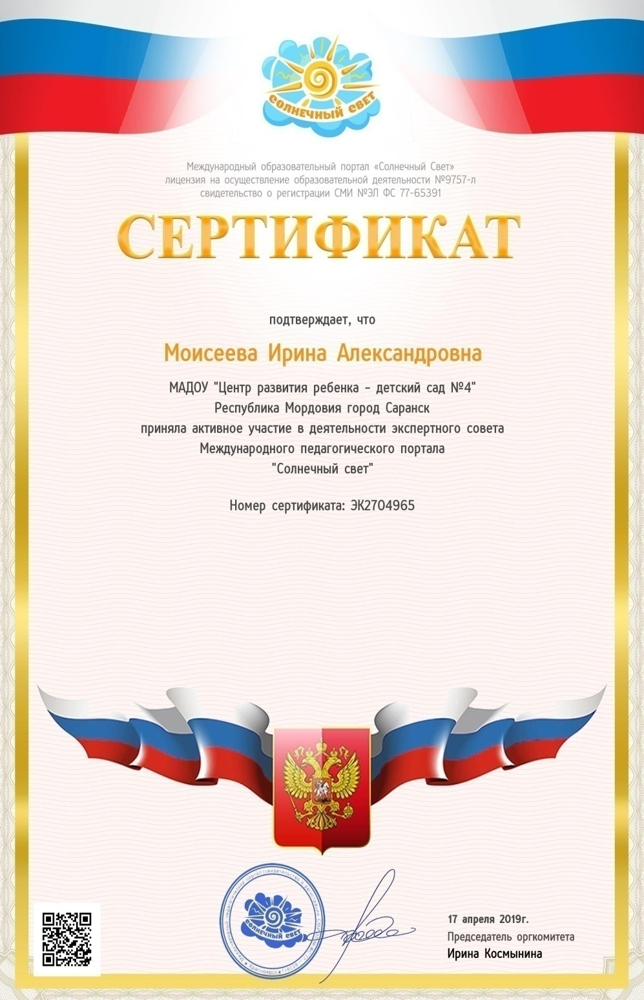 СОЛНЕЧНЫЙ СВЕТ
Международный образовательный портал «Солнечный Свет»
лицензия на осуществление образовательной деятельности №9757-л
свидетельство о регистрации СМИ №ЭЛ ФС 77-65391
СЕРТИФИКАТ
подтверждает, что
Моисеева Ирина Александровна
МАДОУ "Центр развития ребенка - детский сад №4"
Республика Мордовия город Саранск
приняла активное участие в деятельности экспертного совета
Международного педагогического портала
"Солнечный свет"
Номер сертификата: ЭК2704965
СОЛНЕЧНЫЙ СВЕТ
17 апреля 2019г.
Председатель оргкомитета
Ирина Космынина